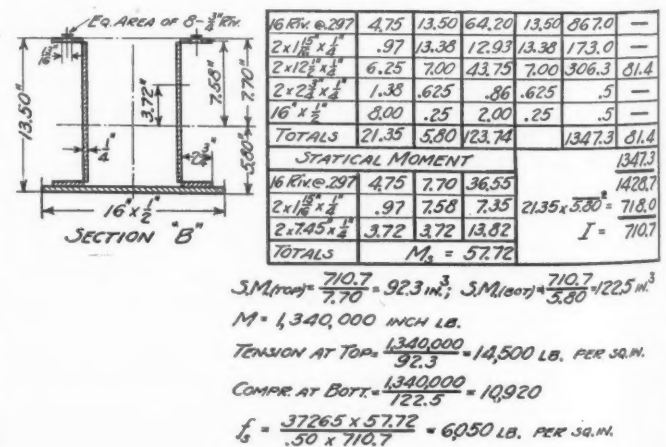 EQ. AREA OF 8 - 3/4" RIV.
13/16"
13.50"
3.72"
7.58"
7.70"
5.80"
1/4"
2 3/4"
16" x 1/2"
SECTION "B"
16 RIV. @ .297 4.75 13.50 64.20 13.50 867.0 —
2 x 1 15/16" x 1/4" .97 13.38 12.93 13.38 173.0 —
2 x 12 1/2" x 1/4" 6.25 7.00 43.75 7.00 306.3 81.4
2 x 2 3/4" x 1/4" 1.38 .625 .86 .625 .5 —
16" x 1/2" 8.00 .25 2.00 .25 .5 —
TOTALS 21.35 5.80 123.74 1347.3 81.4
STATICAL MOMENT 1347.3
1428.7
16 RIV. @ .297 4.75 7.70 36.55
2 x 1 15/16" x 1/4" .97 7.58 7.35 21.35 x 5.80² = 718.0
2 x 7.45" x 1/4" 3.72 3.72 13.82 I = 710.7
TOTALS Ms = 57.72
S.M.(TOP) = 710.7/7.70 = 92.3 IN.³; S.M.(BOT) = 710.7/5.80 = 122.5 IN.³
M = 1,340,000 INCH LB.
TENSION AT TOP = 1,340,000/92.3 = 14,500 LB. PER SQ.IN.
COMPR. AT BOTT. = 1,340,000/122.5 = 10,920
fs = 37265 x 57.72/.50 x 710.7 = 6050 LB. PER SQ.IN.